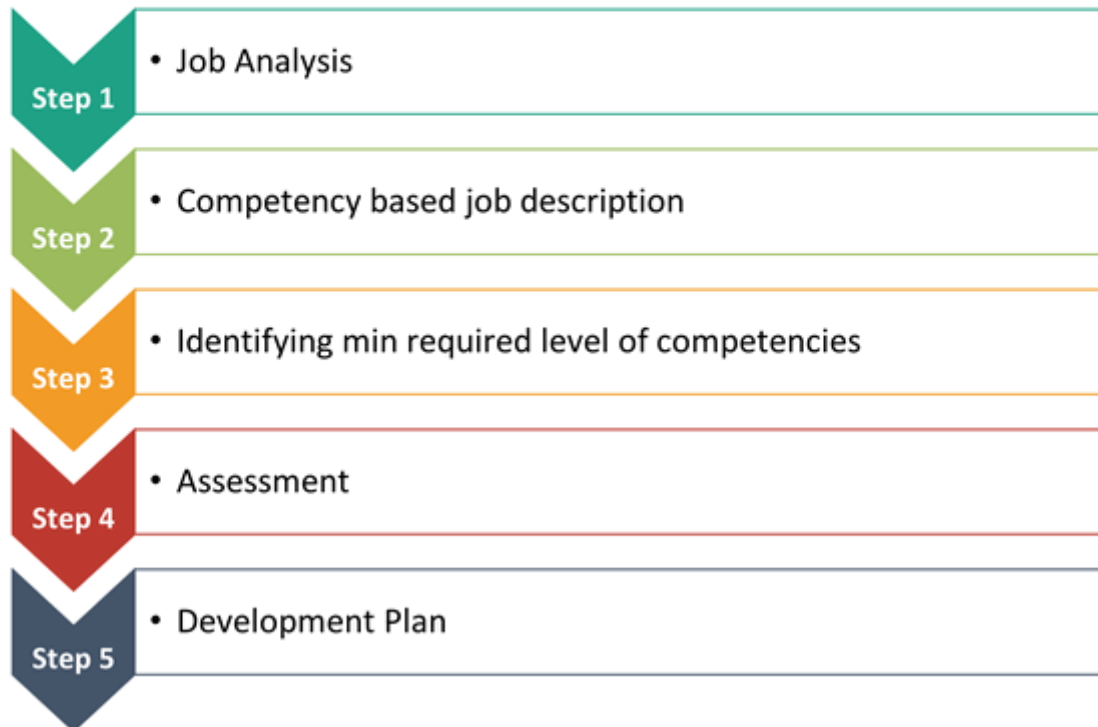 Step 1
• Job Analysis
Step 2
• Competency based job description
Step 3
• Identifying min required level of competencies
Step 4
• Assessment
Step 5
• Development Plan